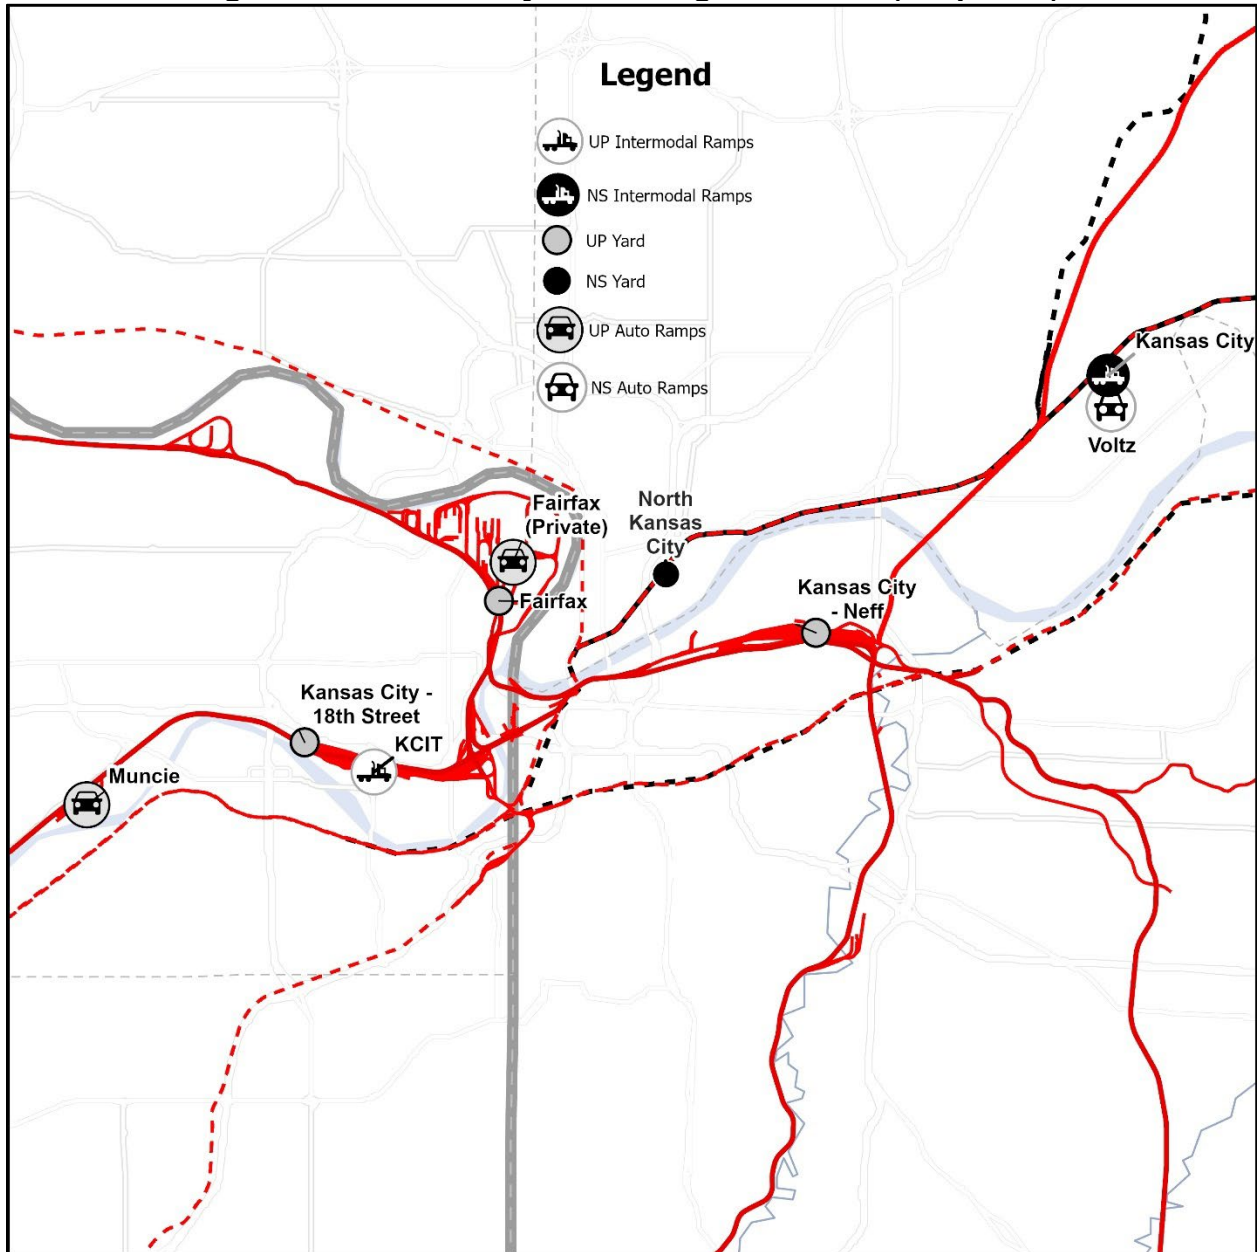 Legend
UP Intermodal Ramps
NS Intermodal Ramps
UP Yard
NS Yard
UP Auto Ramps
NS Auto Ramps
Kansas City
Voltz
Fairfax
(Private)
North
Kansas
City
Fairfax
Kansas City
- Neff
Kansas City -
18th Street
KCIT
Muncie